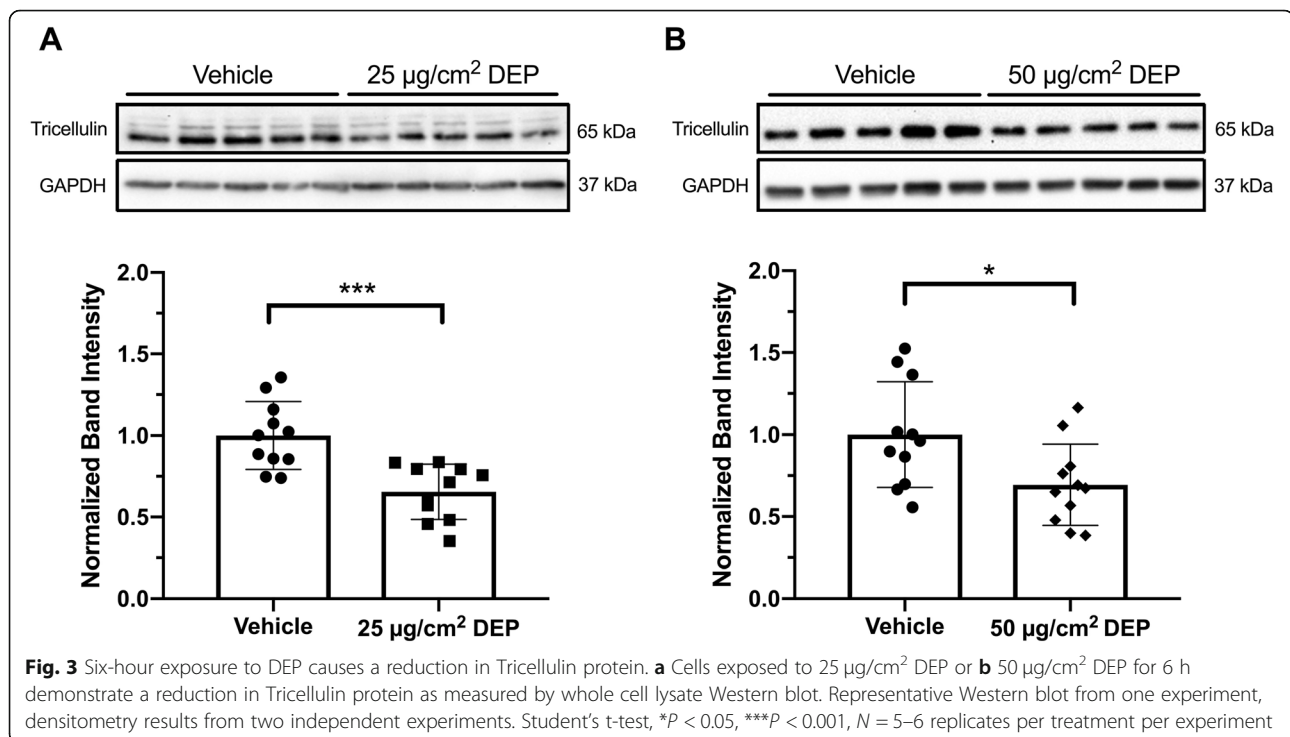 A
Vehicle 25 µg/cm² DEP
Tricellulin 65 kDa
GAPDH 37 kDa
Normalized Band Intensity
2.0
1.5
1.0
0.5
0.0
***
Vehicle 25 µg/cm² DEP
B
Vehicle 50 µg/cm² DEP
Tricellulin 65 kDa
GAPDH 37 kDa
Normalized Band Intensity
2.0
1.5
1.0
0.5
0.0
*
Vehicle 50 µg/cm² DEP
Fig. 3 Six-hour exposure to DEP causes a reduction in Tricellulin protein. a Cells exposed to 25 µg/cm² DEP or b 50 µg/cm² DEP for 6 h
demonstrate a reduction in Tricellulin protein as measured by whole cell lysate Western blot. Representative Western blot from one experiment,
densitometry results from two independent experiments. Student's t-test, *P < 0.05, ***P < 0.001, N = 5–6 replicates per treatment per experiment